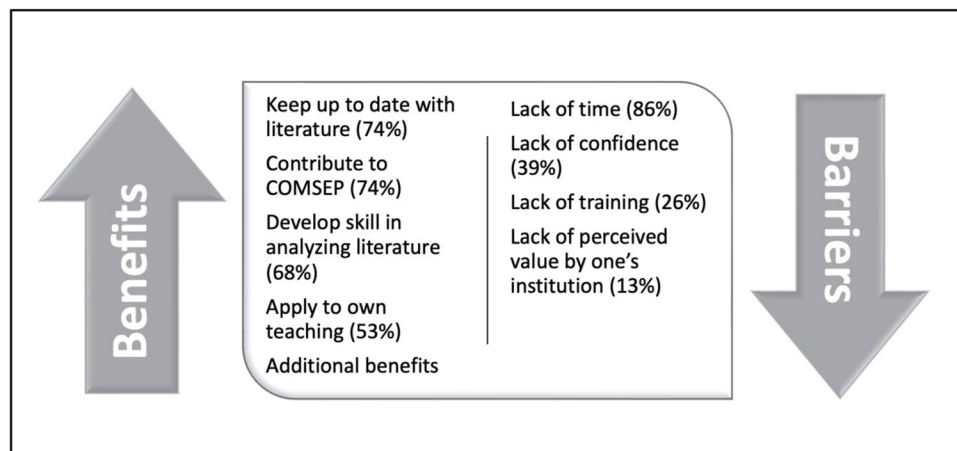 Benefits
Keep up to date with
literature (74%)
Contribute to
COMSEP (74%)
Develop skill in
analyzing literature
(68%)
Apply to own
teaching (53%)
Additional benefits
Lack of time (86%)
Lack of confidence
(39%)
Lack of training (26%)
Lack of perceived
value by one’s
institution (13%)
Barriers